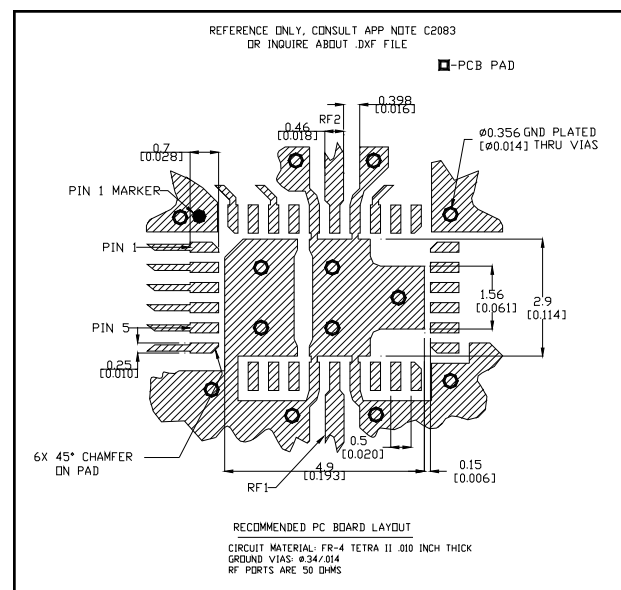 REFERENCE ONLY, CONSULT APP NOTE C2083
OR INQUIRE ABOUT .DXF FILE
-PCB PAD
0.398
[0.016]
RF2
0.46
[0.018]
0.7
[0.028]
Ø0.356 GND PLATED
[Ø0.014] THRU VIAS
PIN 1 MARKER
PIN 1
1.56
[0.061]
2.9
[0.114]
PIN 5
0.25
[0.010]
6X 45° CHAMFER
ON PAD
0.5
[0.020]
4.9
[0.193]
0.15
[0.006]
RF1
RECOMMENDED PC BOARD LAYOUT
CIRCUIT MATERIAL: FR-4 TETRA II .010 INCH THICK
GROUND VIAS: Ø.34/.014
RF PORTS ARE 50 OHMS